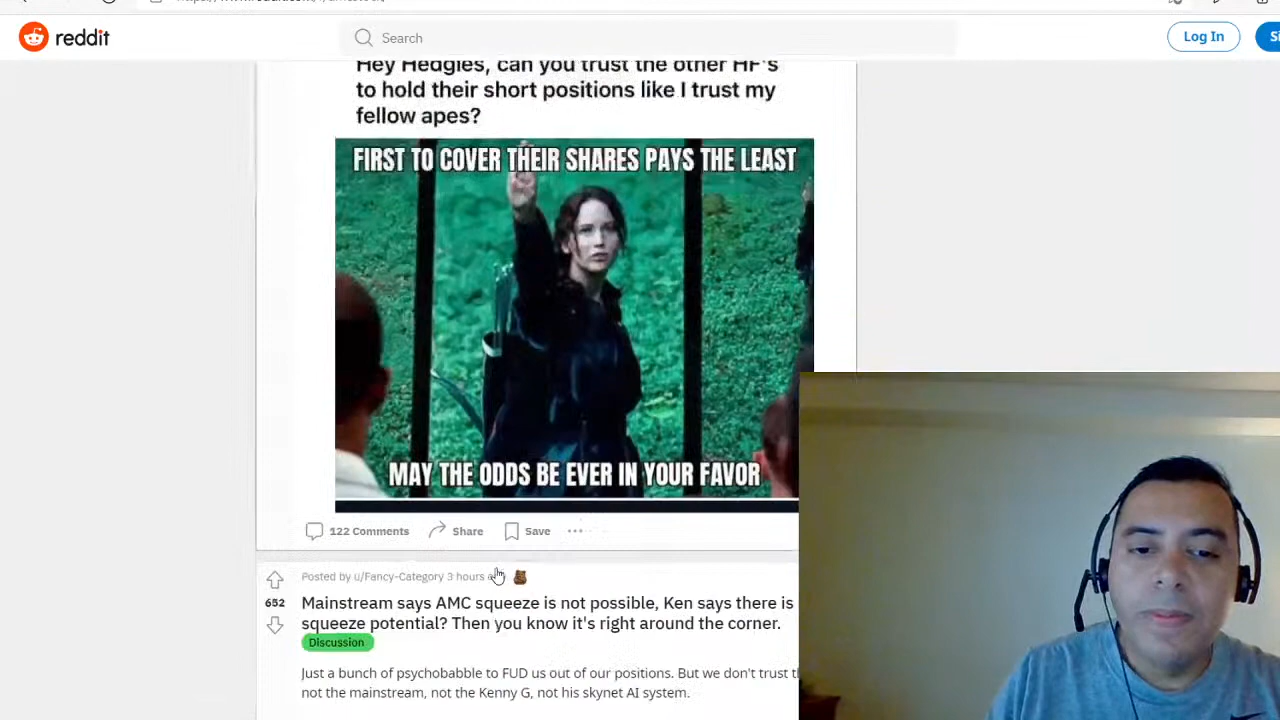 reddit
Search
Log In
Hey Hedgies, can you trust the other HF's
to hold their short positions like I trust my
fellow apes?
FIRST TO COVER THEIR SHARES PAYS THE LEAST
MAY THE ODDS BE EVER IN YOUR FAVOR
122 Comments
Share
Save
Posted by u/Fancy-Category 3 hours
652
Mainstream says AMC squeeze is not possible, Ken says there is
squeeze potential? Then you know it's right around the corner.
Discussion
Just a bunch of psychobabble to FUD us out of our positions. But we don't trust
not the mainstream, not the Kenny G, not his skynet AI system.